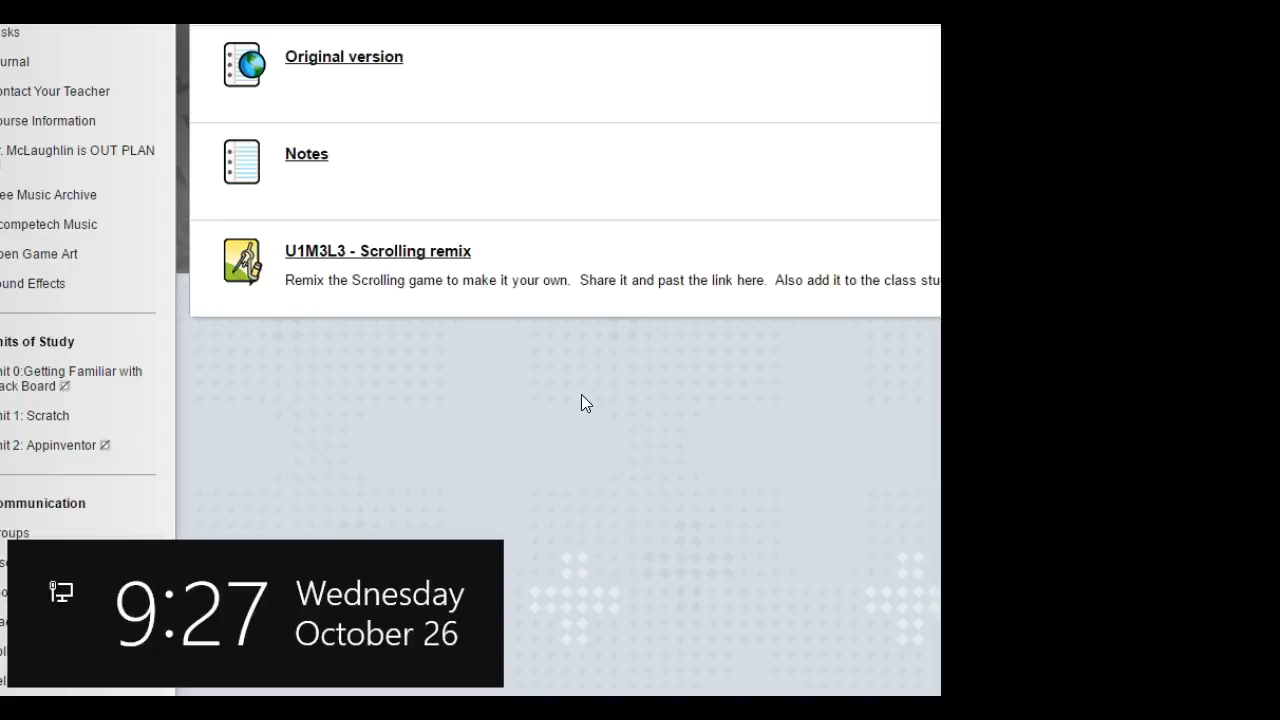 sks
urnal
ontact Your Teacher
ourse Information
r. McLaughlin is OUT PLAN
ee Music Archive
competech Music
pen Game Art
ound Effects
nits of Study
nit 0:Getting Familiar with
ack Board
nit 1: Scratch
nit 2: Appinventor
ommunication
roups
Original version
Notes
U1M3L3 - Scrolling remix
Remix the Scrolling game to make it your own.  Share it and past the link here.  Also add it to the class stu
9:27
Wednesday
October 26